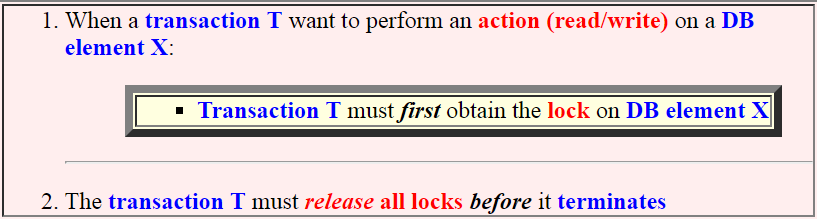 1. When a transaction T want to perform an action (read/write) on a DB
element X:
▪ Transaction T must first obtain the lock on DB element X
2. The transaction T must release all locks before it terminates